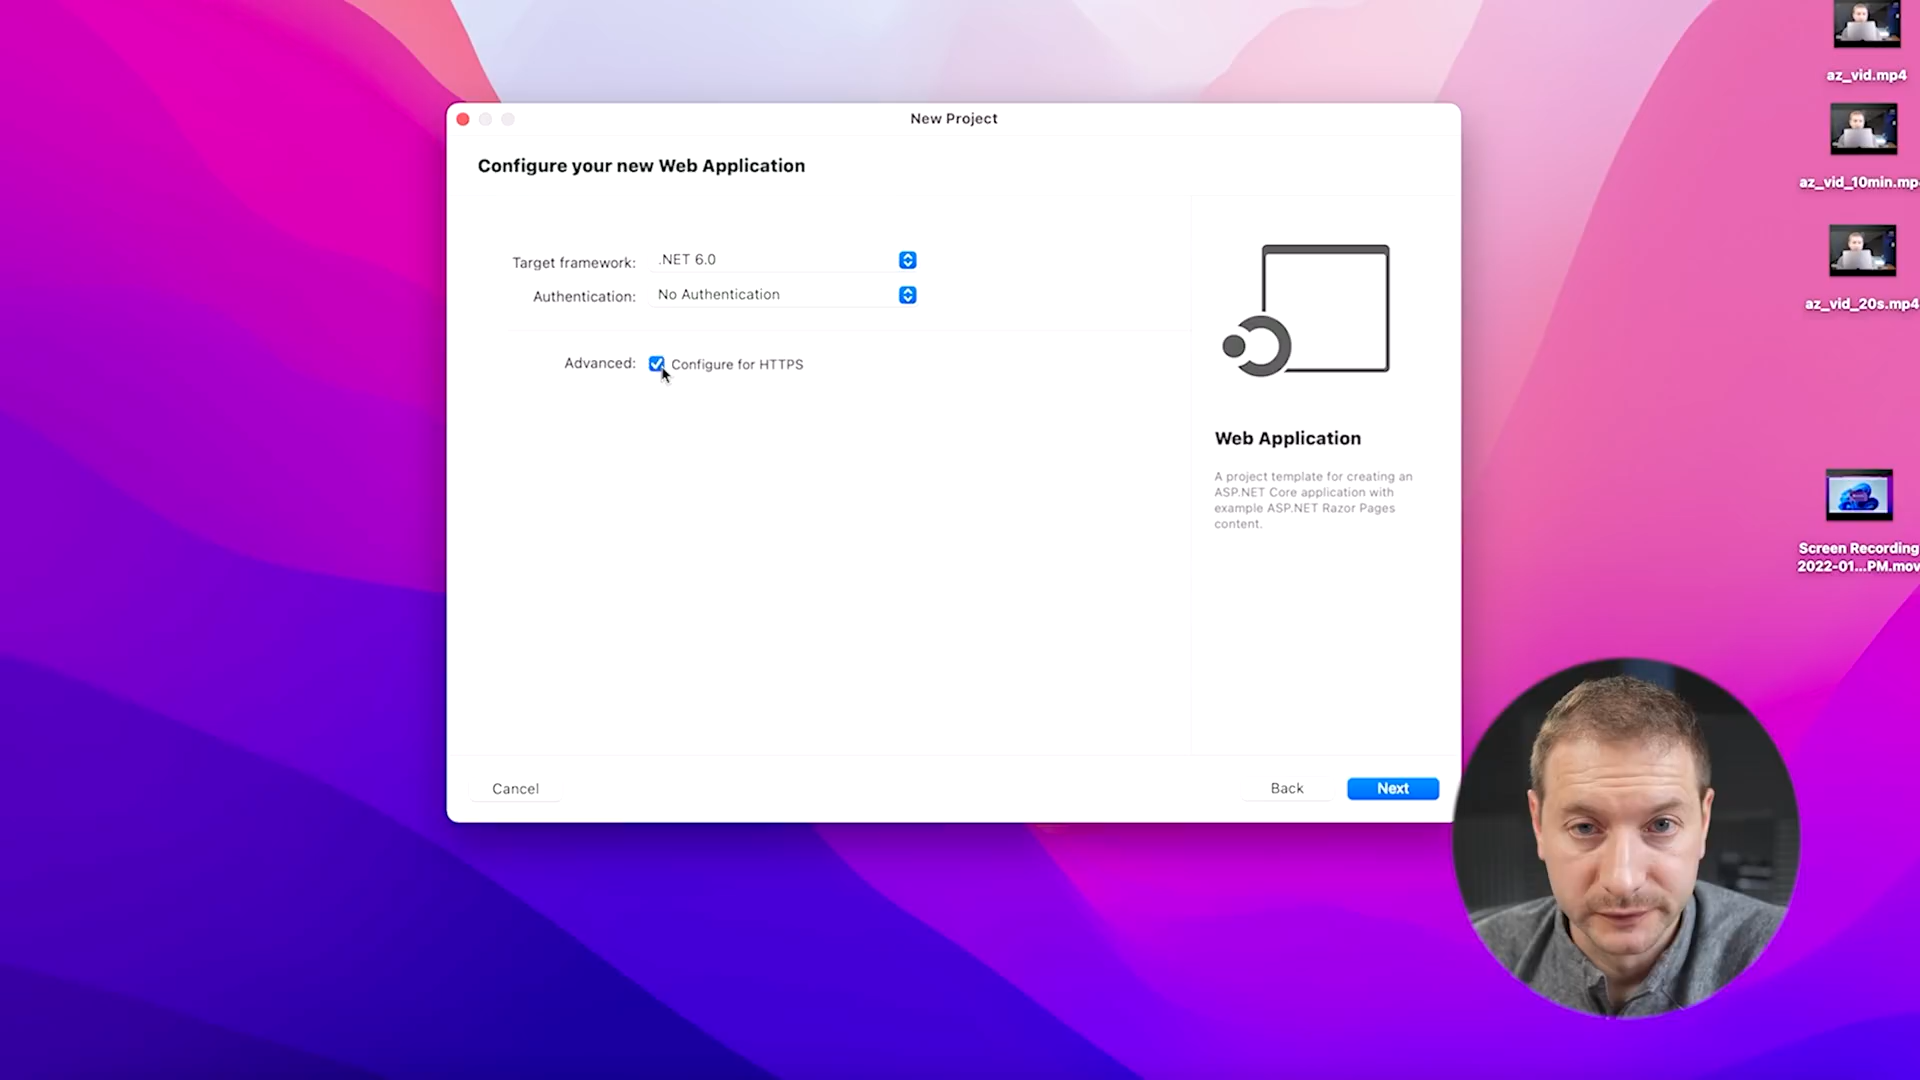 New Project
Configure your new Web Application
Target framework: .NET 6.0
Authentication: No Authentication
Advanced: Configure for HTTPS
Web Application
A project template for creating an
ASP.NET Core application with
example ASP.NET Razor Pages
content.
Cancel
Back
Next
az_vid.mp4
az_vid_10min.mp
az_vid_20s.mp4
Screen Recording
2022-01...PM.mov